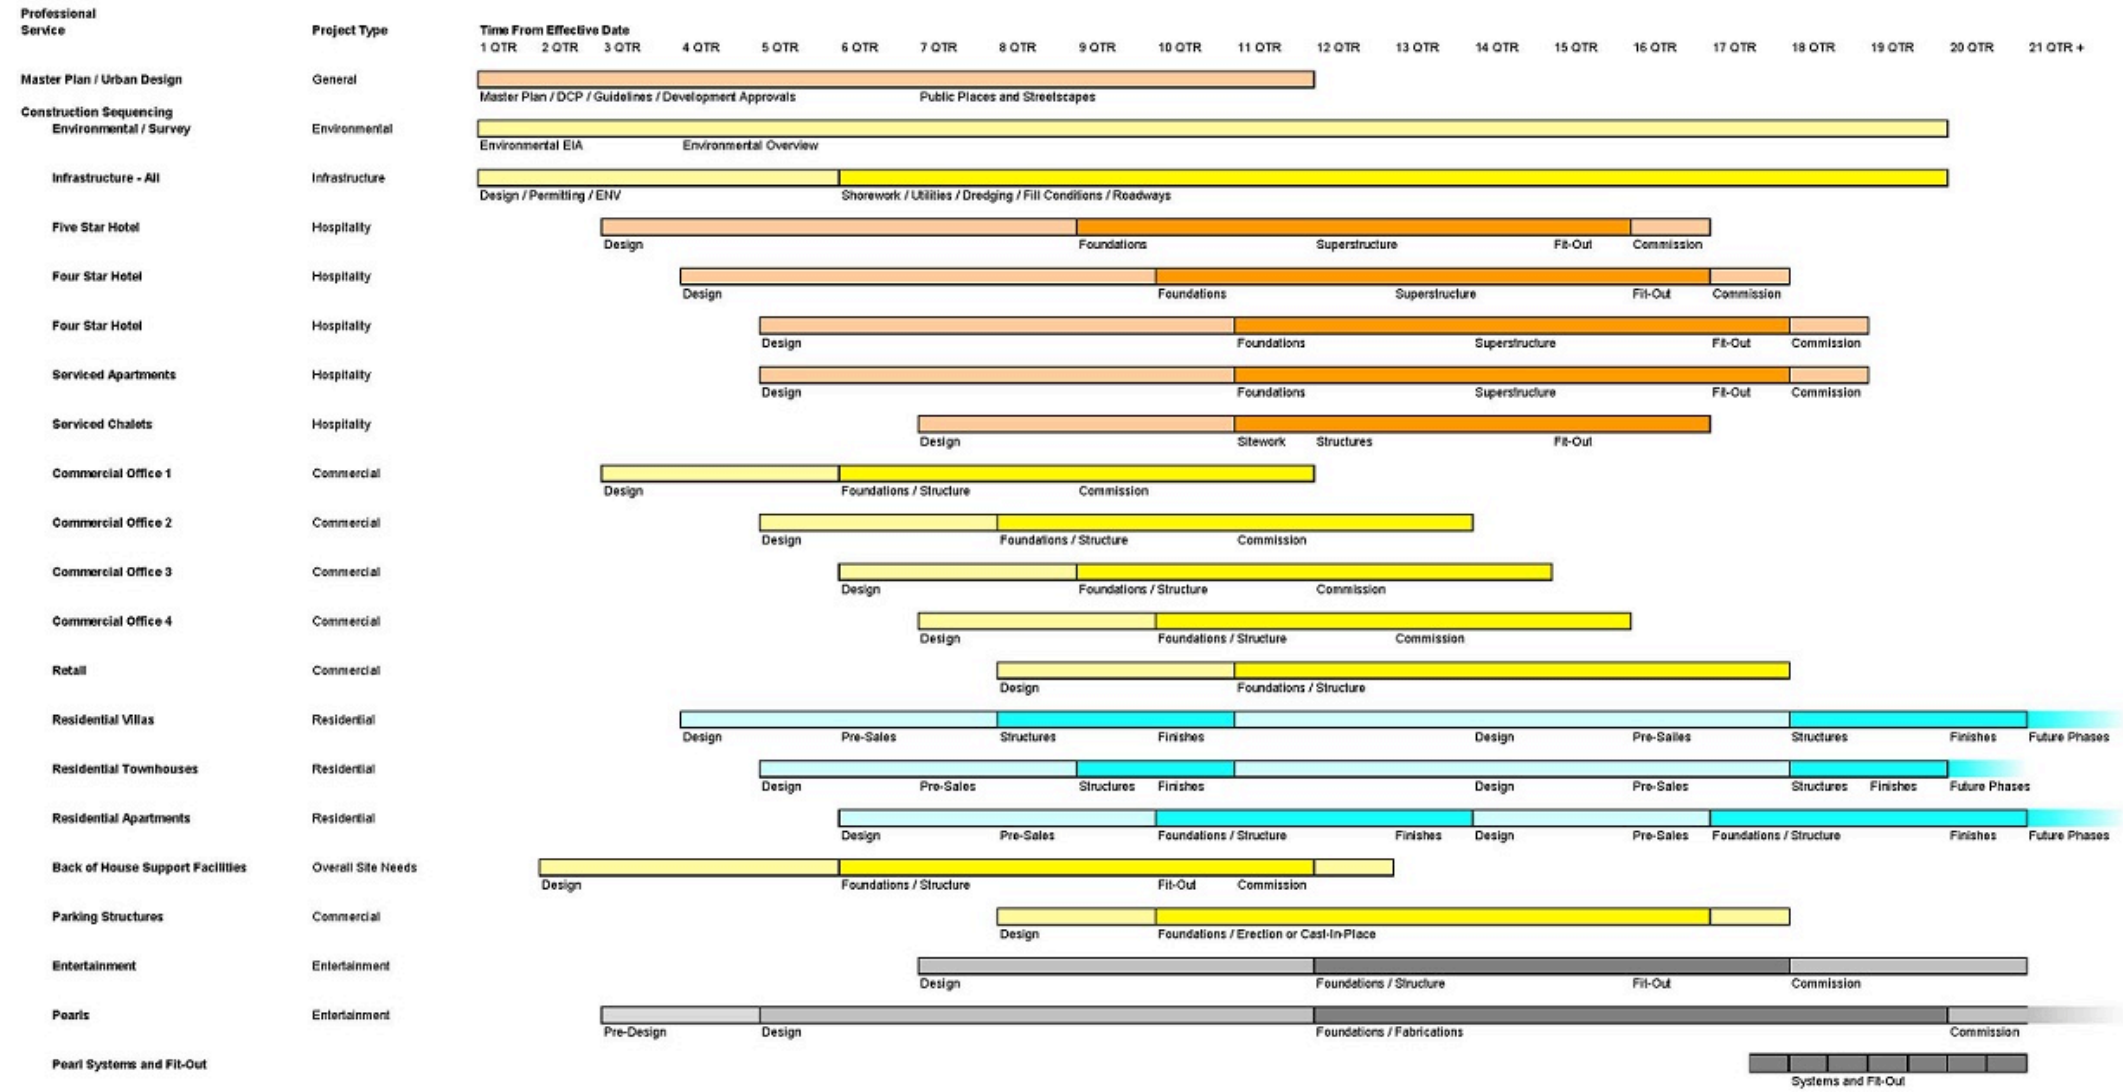 Professional
Service Project Type Time From Effective Date
1 QTR 2 QTR 3 QTR 4 QTR 5 QTR 6 QTR 7 QTR 8 QTR 9 QTR 10 QTR 11 QTR 12 QTR 13 QTR 14 QTR 15 QTR 16 QTR 17 QTR 18 QTR 19 QTR 20 QTR 21 QTR +
Master Plan / Urban Design General
Master Plan / DCP / Guidelines / Development Approvals Public Places and Streetscapes
Construction Sequencing
Environmental / Survey Environmental
Environmental EIA Environmental Overview
Infrastructure - All Infrastructure
Design / Permitting / ENV Shorework / Utilities / Dredging / Fill Conditions / Roadways
Five Star Hotel Hospitality
Design Foundations Superstructure Fit-Out Commission
Four Star Hotel Hospitality
Design Foundations Superstructure Fit-Out Commission
Four Star Hotel Hospitality
Design Foundations Superstructure Fit-Out Commission
Serviced Apartments Hospitality
Design Foundations Superstructure Fit-Out Commission
Serviced Chalets Hospitality
Design Sitework Structures Fit-Out
Commercial Office 1 Commercial
Design Foundations / Structure Commission
Commercial Office 2 Commercial
Design Foundations / Structure Commission
Commercial Office 3 Commercial
Design Foundations / Structure Commission
Commercial Office 4 Commercial
Design Foundations / Structure Commission
Retail Commercial
Design Foundations / Structure
Residential Villas Residential
Design Pre-Sales Structures Finishes Design Pre-Salles Structures Finishes Future Phases
Residential Townhouses Residential
Design Pre-Sales Structures Finishes Design Pre-Sales Structures Finishes Future Phases
Residential Apartments Residential
Design Pre-Sales Foundations / Structure Finishes Design Pre-Sales Foundations / Structure Finishes Future Phases
Back of House Support Facilities Overall Site Needs
Design Foundations / Structure Fit-Out Commission
Parking Structures Commercial
Design Foundations / Erection or Cast-In-Place
Entertainment Entertainment
Design Foundations / Structure Fit-Out Commission
Pearls Entertainment
Pre-Design Design Foundations / Fabrications Commission
Pearl Systems and Fit-Out
Systems and Fit-Out